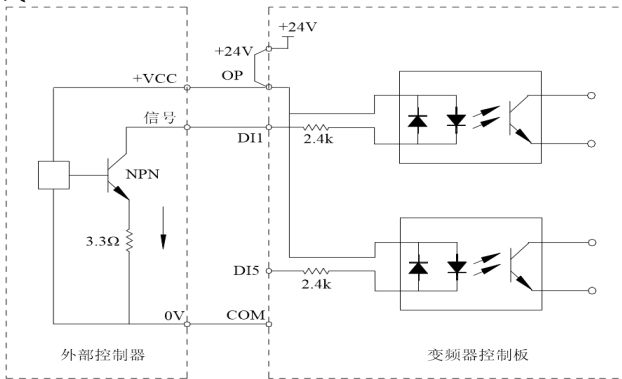 +24V
+24V
+VCC
OP
信号
DI1
2.4k
NPN
3.3Ω
DI5
2.4k
0V
COM
外部控制器
变频器控制板